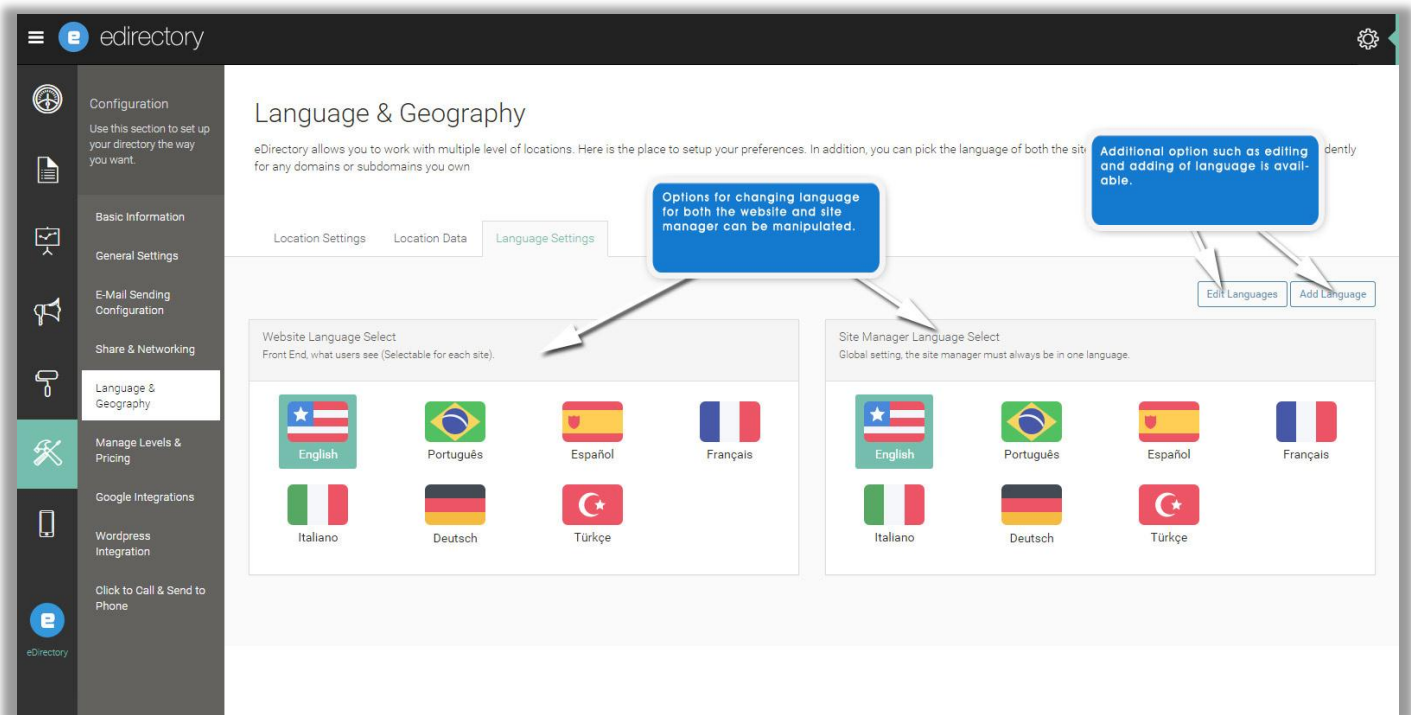 edirectory
Configuration
Use this section to set up
your directory the way
you want.
Basic Information
General Settings
E-Mail Sending
Configuration
Share & Networking
Language &
Geography
Manage Levels &
Pricing
Google Integrations
Wordpress
Integration
Click to Call & Send to
Phone
eDirectory
Language & Geography
eDirectory allows you to work with multiple level of locations. Here is the place to setup your preferences. In addition, you can pick the language of both the
for any domains or subdomains you own
Additional option such as editing
and adding of language is avail-
able.
Options for changing language
for both the website and site
manager can be manipulated.
Location Settings
Location Data
Language Settings
Edit Languages
Add Language
Website Language Select
Front End, what users see (Selectable for each site).
English
Português
Español
Français
Italiano
Deutsch
Türkçe
Site Manager Language Select
Global setting, the site manager must always be in one language.
English
Português
Español
Français
Italiano
Deutsch
Türkçe